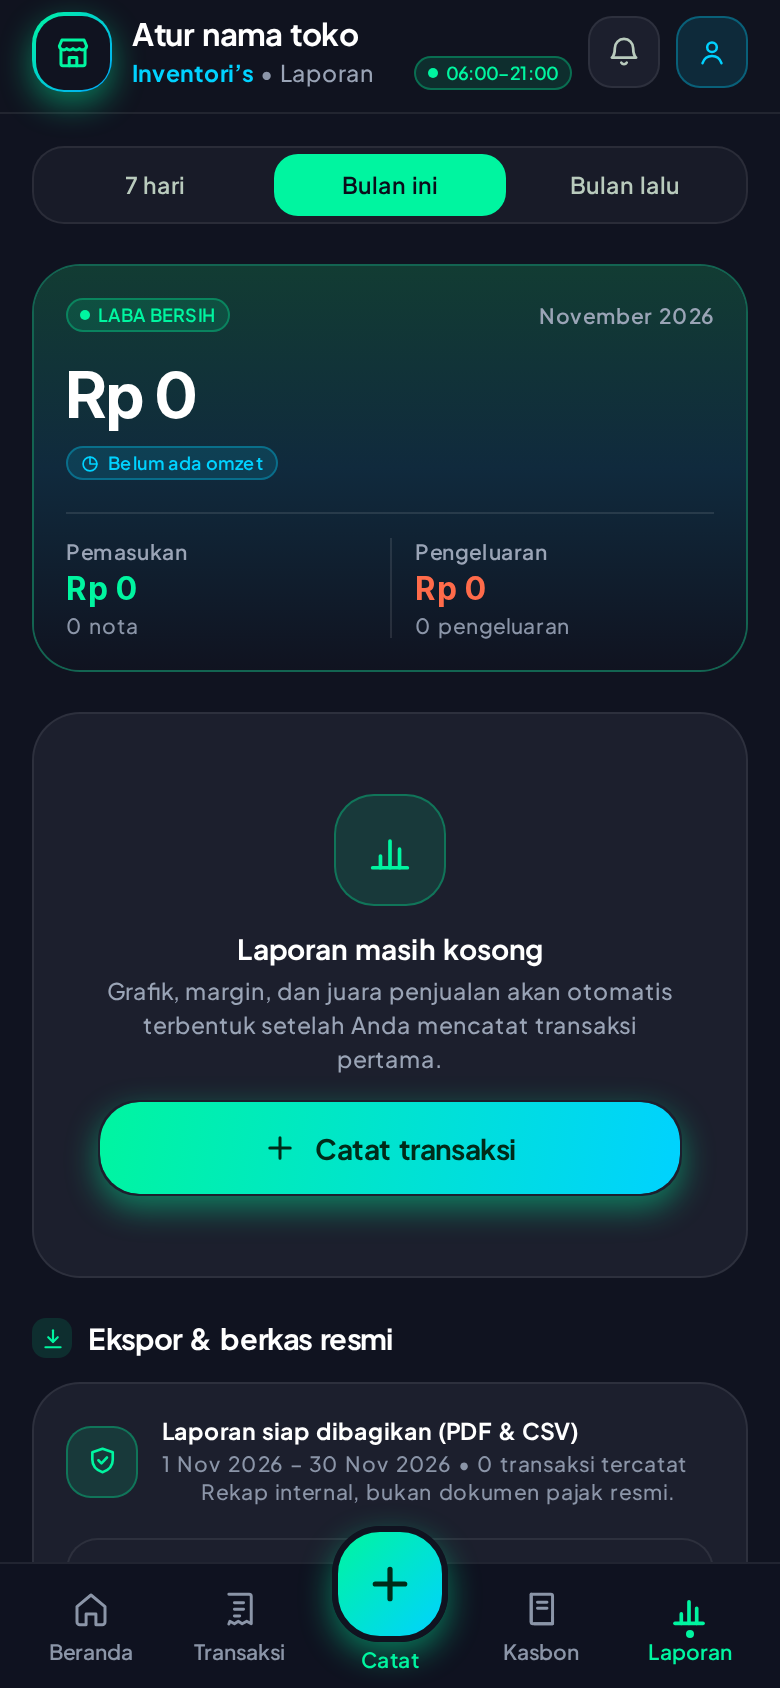 Atur nama toko
Inventori’s • Laporan
06:00–21:00
7 hari
Bulan ini
Bulan lalu
LABA BERSIH
November 2026
Rp 0
Belum ada omzet
Pemasukan
Rp 0
0 nota
Pengeluaran
Rp 0
0 pengeluaran
Laporan masih kosong
Grafik, margin, dan juara penjualan akan otomatis
terbentuk setelah Anda mencatat transaksi
pertama.
Catat transaksi
Ekspor & berkas resmi
Laporan siap dibagikan (PDF & CSV)
1 Nov 2026 – 30 Nov 2026 • 0 transaksi tercatat
Rekap internal, bukan dokumen pajak resmi.
Beranda
Transaksi
Catat
Kasbon
Laporan